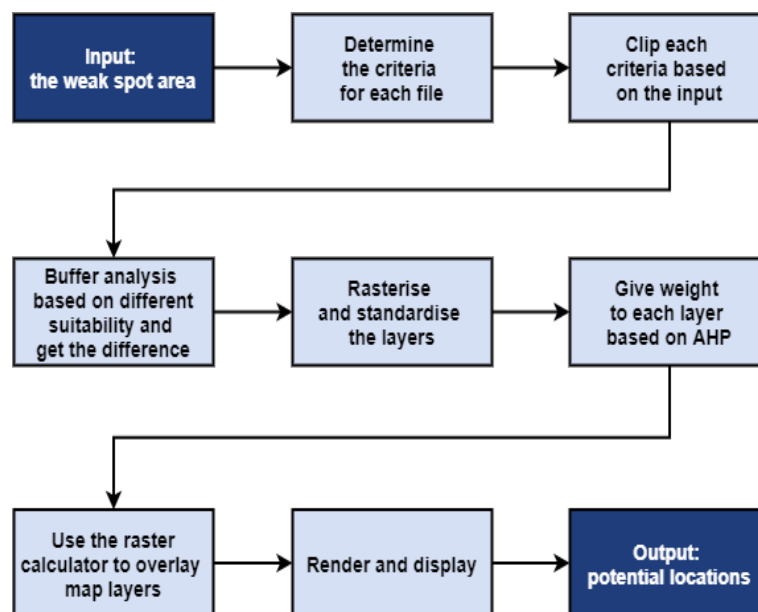 Input:
the weak spot area
Determine
the criteria
for each file
Clip each
criteria based
on the input
Buffer analysis
based on different
suitability and
get the difference
Rasterise
and standardise
the layers
Give weight
to each layer
based on AHP
Use the raster
calculator to overlay
map layers
Render and display
Output:
potential locations